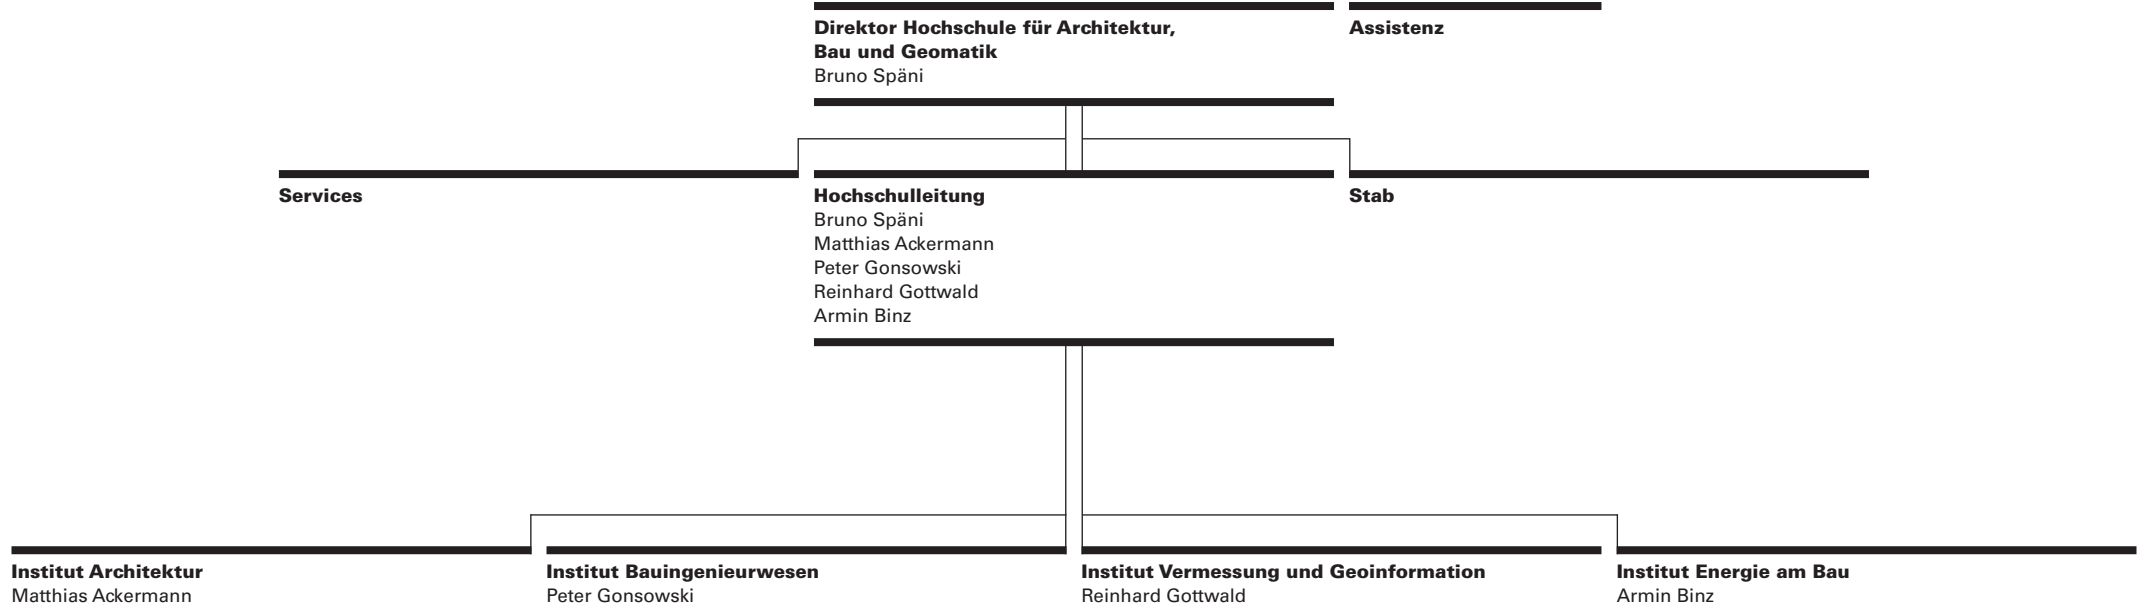 Direktor Hochschule für Architektur,
Bau und Geomatik
Bruno Späni
Assistenz
Services
Hochschulleitung
Bruno Späni
Matthias Ackermann
Peter Gonsowski
Reinhard Gottwald
Armin Binz
Stab
Institut Architektur
Matthias Ackermann
Institut Bauingenieurwesen
Peter Gonsowski
Institut Vermessung und Geoinformation
Reinhard Gottwald
Institut Energie am Bau
Armin Binz